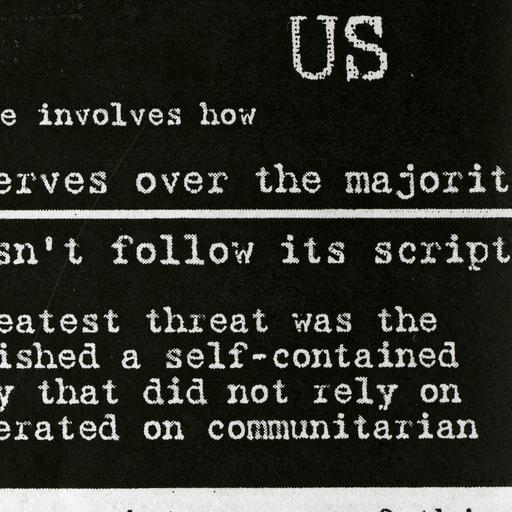 US
e involves how
erves over the majorit
sn't follow its script
eatest threat was the
ished a self-contained
y that did not rely on
erated on communitarian